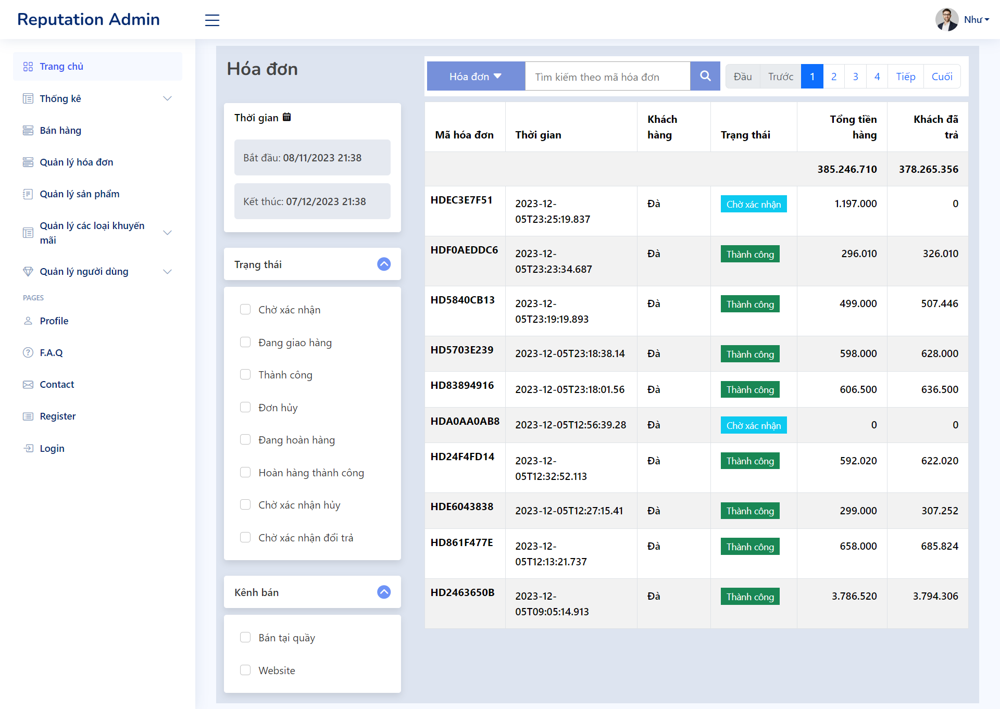 Reputation Admin
Như
Trang chủ
Thống kê
Bán hàng
Quản lý hóa đơn
Quản lý sản phẩm
Quản lý các loại khuyến
mãi
Quản lý người dùng
PAGES
Profile
F.A.Q
Contact
Register
Login
Hóa đơn
Thời gian
Bắt đầu: 08/11/2023 21:38
Kết thúc: 07/12/2023 21:38
Trạng thái
Chờ xác nhận
Đang giao hàng
Thành công
Đơn hủy
Đang hoàn hàng
Hoàn hàng thành công
Chờ xác nhận hủy
Chờ xác nhận đổi trả
Kênh bán
Bán tại quầy
Website
Hóa đơn Tìm kiếm theo mã hóa đơn Đầu Trước 1 2 3 4 Tiếp Cuối
Mã hóa đơn Thời gian Khách hàng Trạng thái Tổng tiền hàng Khách đã trả
385.246.710 378.265.356
HDEC3E7F51 2023-12-05T23:25:19.837 Đà Chờ xác nhận 1.197.000 0
HDF0AEDDC6 2023-12-05T23:23:34.687 Đà Thành công 296.010 326.010
HD5840CB13 2023-12-05T23:19:19.893 Đà Thành công 499.000 507.446
HD5703E239 2023-12-05T23:18:38.14 Đà Thành công 598.000 628.000
HD83894916 2023-12-05T23:18:01.56 Đà Thành công 606.500 636.500
HDA0AA0AB8 2023-12-05T12:56:39.28 Đà Chờ xác nhận 0 0
HD24F4FD14 2023-12-05T12:32:52.113 Đà Thành công 592.020 622.020
HDE6043838 2023-12-05T12:27:15.41 Đà Thành công 299.000 307.252
HD861F477E 2023-12-05T12:13:21.737 Đà Thành công 658.000 685.824
HD2463650B 2023-12-05T09:05:14.913 Đà Thành công 3.786.520 3.794.306